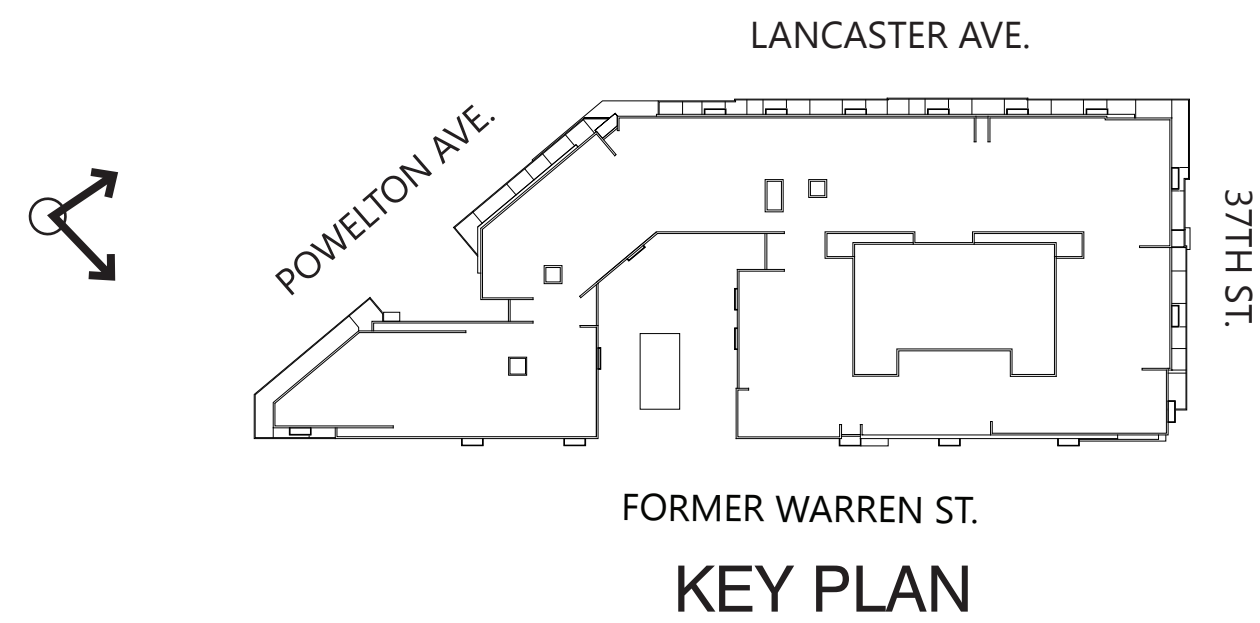 LANCASTER AVE.
POWELTON AVE.
37TH ST.
FORMER WARREN ST.
KEY PLAN